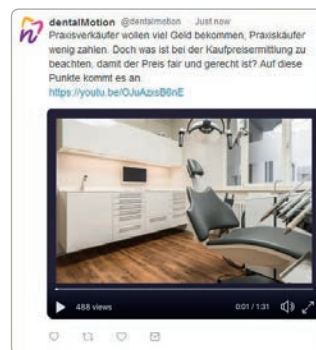 dentalMotion @dentalmotion · Just now
Praxisverkäufer wollen viel Geld bekommen, Praxiskäufer
wenig zahlen. Doch was ist bei der Kaufpreisermittlung zu
beachten, damit der Preis fair und gerecht ist? Auf diese
Punkte kommt es an.
https://youtu.be/OJuAzisB6nE
488 views
0:01 / 1:31